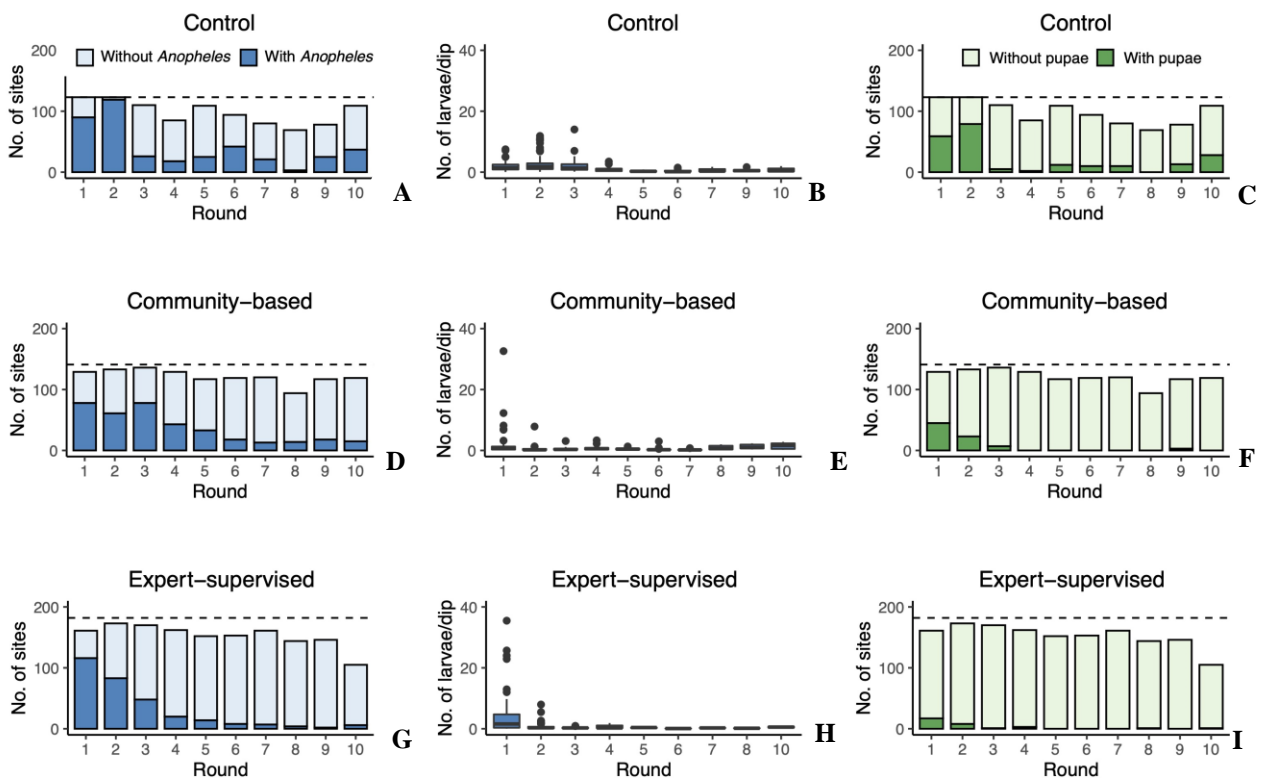 Control
Without Anopheles With Anopheles
200
100
0
No. of sites
1 2 3 4 5 6 7 8 9 10
Round
A
Control
40
20
0
No. of larvae/dip
1 2 3 4 5 6 7 8 9 10
Round
B
Control
Without pupae With pupae
200
100
0
No. of sites
1 2 3 4 5 6 7 8 9 10
Round
C
Community−based
200
100
0
No. of sites
1 2 3 4 5 6 7 8 9 10
Round
D
Community−based
40
20
0
No. of larvae/dip
1 2 3 4 5 6 7 8 9 10
Round
E
Community−based
200
100
0
No. of sites
1 2 3 4 5 6 7 8 9 10
Round
F
Expert−supervised
200
100
0
No. of sites
1 2 3 4 5 6 7 8 9 10
Round
G
Expert−supervised
40
20
0
No. of larvae/dip
1 2 3 4 5 6 7 8 9 10
Round
H
Expert−supervised
200
100
0
No. of sites
1 2 3 4 5 6 7 8 9 10
Round
I